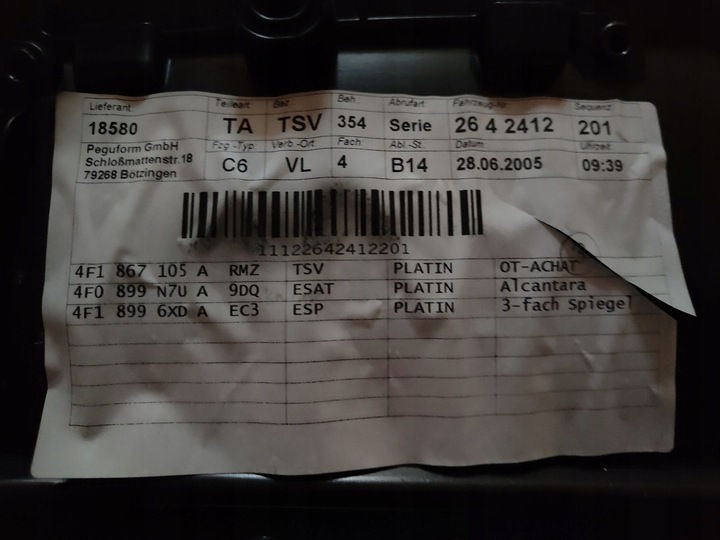 Lieferant Teileart Beh. Abrufart Fahrzeug-Nr. Sequenz
18580 TA TSV 354 Serie 26 4 2412 201
Peguform GmbH Fzg.-Typ. Verb.-Ort Fach Abl.-St. Datum Uhrzeit
Schloßmattenstr.18 C6 VL 4 B14 28.06.2005 09:39
79268 Bötzingen
11122642412201
4F1 867 105 A RMZ TSV PLATIN OT-ACHAT
4F0 899 N7U A 9DQ ESAT PLATIN Alcantara
4F1 899 6XD A EC3 ESP PLATIN 3-fach Spiegel